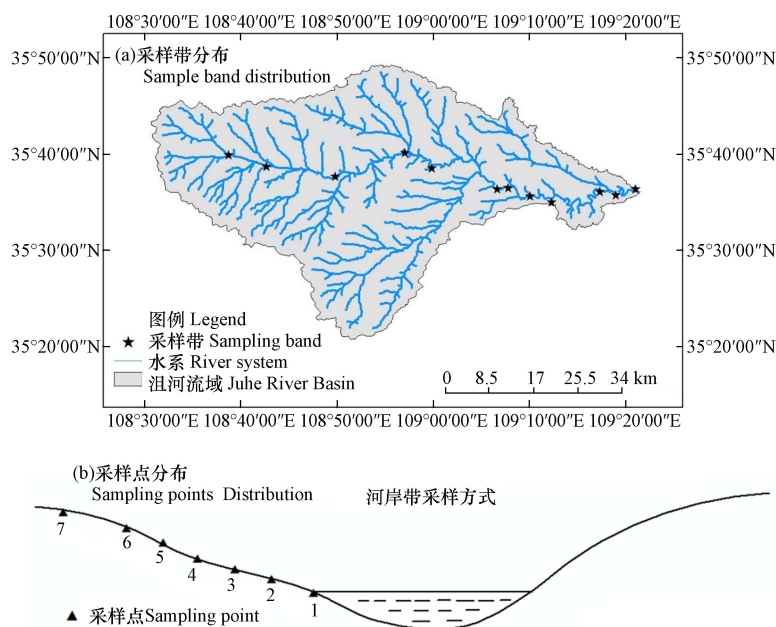 108°30′00″E 108°40′00″E 108°50′00″E 109°00′00″E 109°10′00″E 109°20′00″E
(a)采样带分布
Sample band distribution
35°50′00″N 35°50′00″N
35°40′00″N 35°40′00″N
35°30′00″N 35°30′00″N
35°20′00″N 35°20′00″N
图例 Legend
采样带 Sampling band
水系 River system
沮河流域 Juhe River Basin
0 8.5 17 25.5 34 km
108°30′00″E 108°40′00″E 108°50′00″E 109°00′00″E 109°10′00″E 109°20′00″E
(b)采样点分布
Sampling points Distribution
河岸带采样方式
7
6
5
4
3
2
1
采样点Sampling point